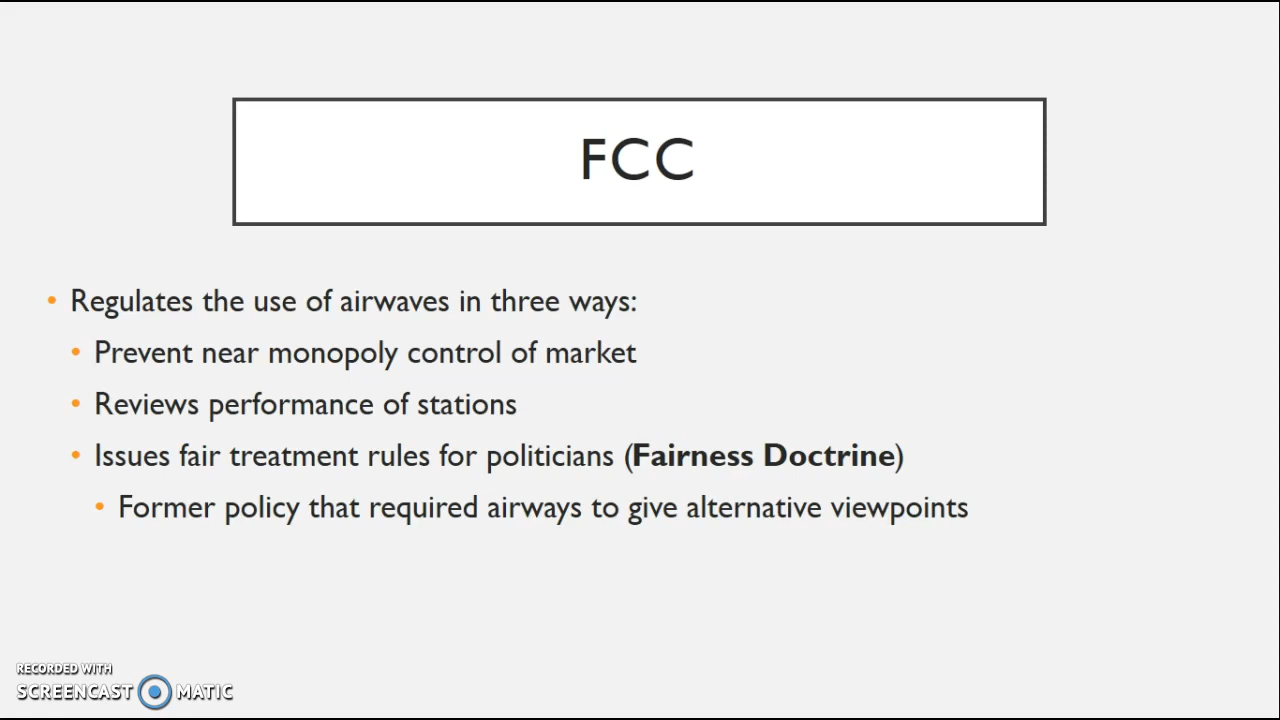 FCC
• Regulates the use of airwaves in three ways:
• Prevent near monopoly control of market
• Reviews performance of stations
• Issues fair treatment rules for politicians (Fairness Doctrine)
• Former policy that required airways to give alternative viewpoints
RECORDED WITH
SCREENCAST MATIC